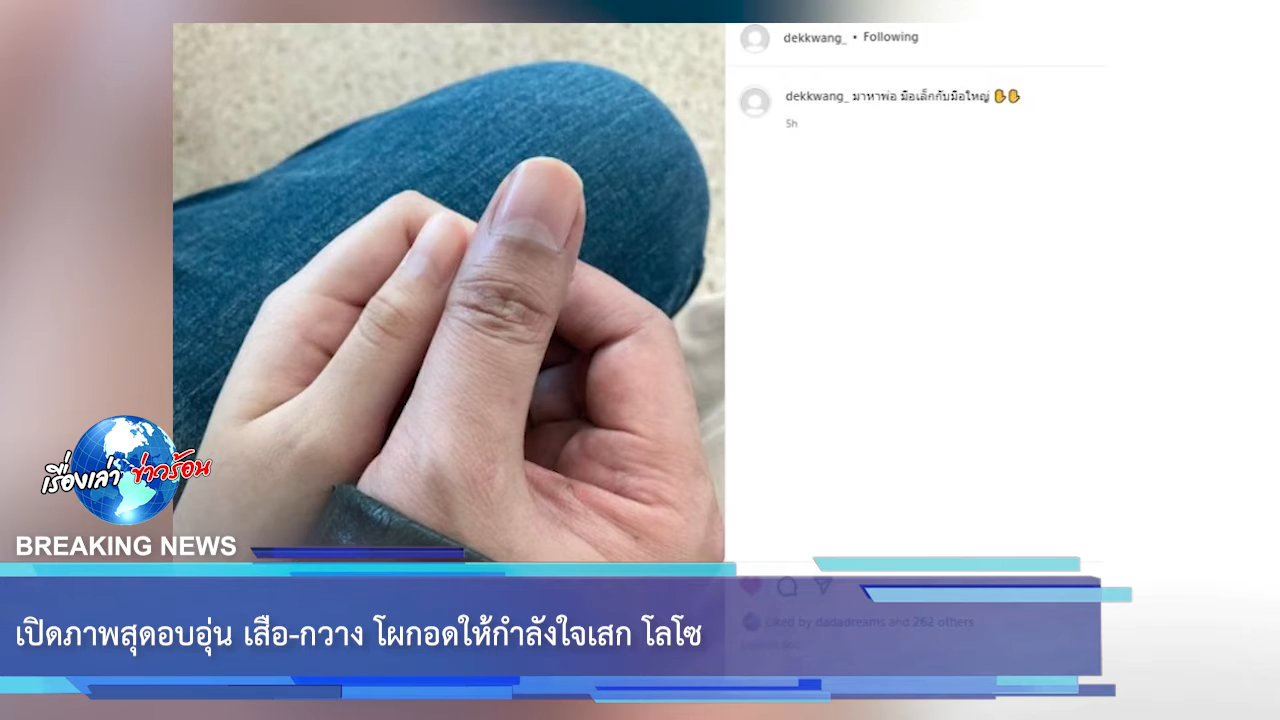 dekkwang_ • Following
dekkwang_ มาหาพ่อ มือเล็กกับมือใหญ่ ✋✋
5h
เรื่องเล่า ข่าวร้อน
BREAKING NEWS
เปิดภาพสุดอบอุ่น เสือ-กวาง โผกอดให้กำลังใจเสก โลโซ
Liked by dadadreams and 262 others